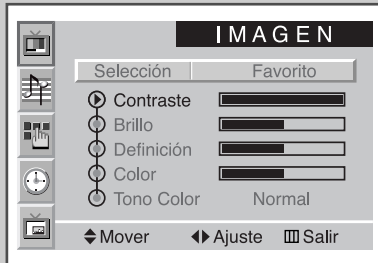 IMAGEN
Selección Favorito
Contraste
Brillo
Definición
Color
Tono Color Normal
Mover Ajuste Salir